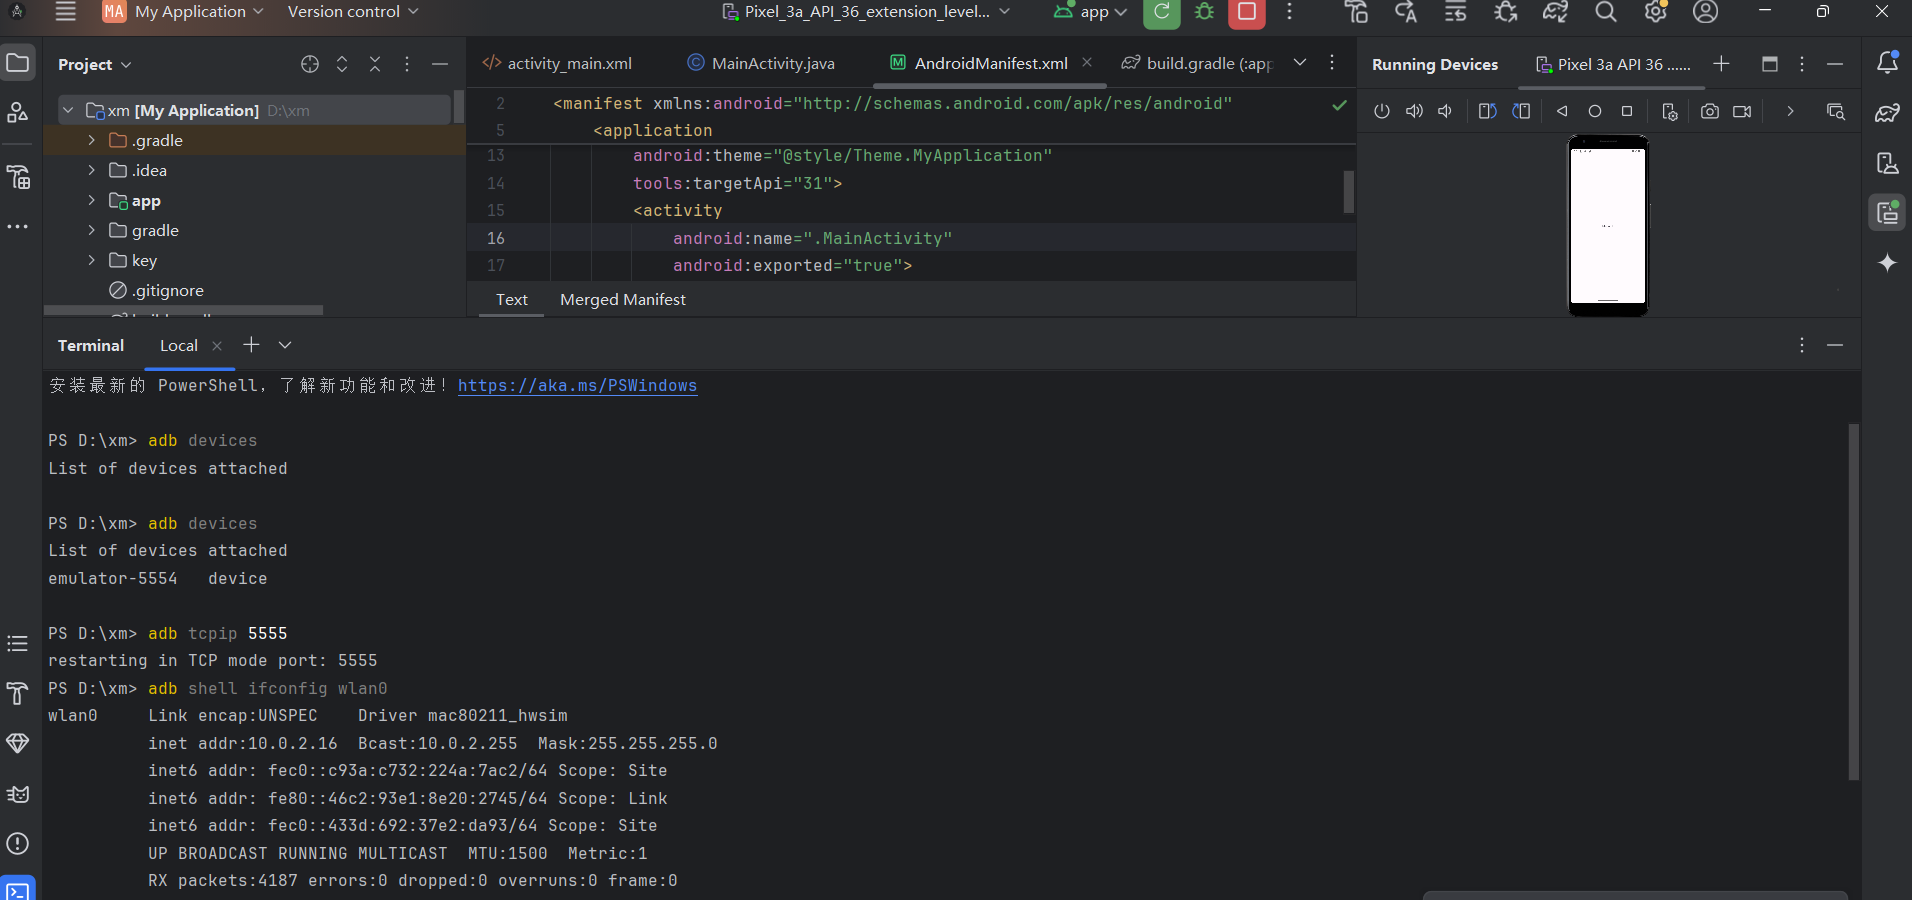 MA My Application Version control Pixel_3a_API_36_extension_level... app
Project
xm [My Application] D:\xm
.gradle
.idea
app
gradle
key
.gitignore
activity_main.xml MainActivity.java AndroidManifest.xml build.gradle (:app
2 <manifest xmlns:android="http://schemas.android.com/apk/res/android"
5 <application
13 android:theme="@style/Theme.MyApplication"
14 tools:targetApi="31">
15 <activity
16 android:name=".MainActivity"
17 android:exported="true">
Text Merged Manifest
Running Devices Pixel 3a API 36 ......
Terminal Local
安装最新的 PowerShell，了解新功能和改进！https://aka.ms/PSWindows
PS D:\xm> adb devices
List of devices attached
PS D:\xm> adb devices
List of devices attached
emulator-5554 device
PS D:\xm> adb tcpip 5555
restarting in TCP mode port: 5555
PS D:\xm> adb shell ifconfig wlan0
wlan0 Link encap:UNSPEC Driver mac80211_hwsim
inet addr:10.0.2.16 Bcast:10.0.2.255 Mask:255.255.255.0
inet6 addr: fec0::c93a:c732:224a:7ac2/64 Scope: Site
inet6 addr: fe80::46c2:93e1:8e20:2745/64 Scope: Link
inet6 addr: fec0::433d:692:37e2:da93/64 Scope: Site
UP BROADCAST RUNNING MULTICAST MTU:1500 Metric:1
RX packets:4187 errors:0 dropped:0 overruns:0 frame:0